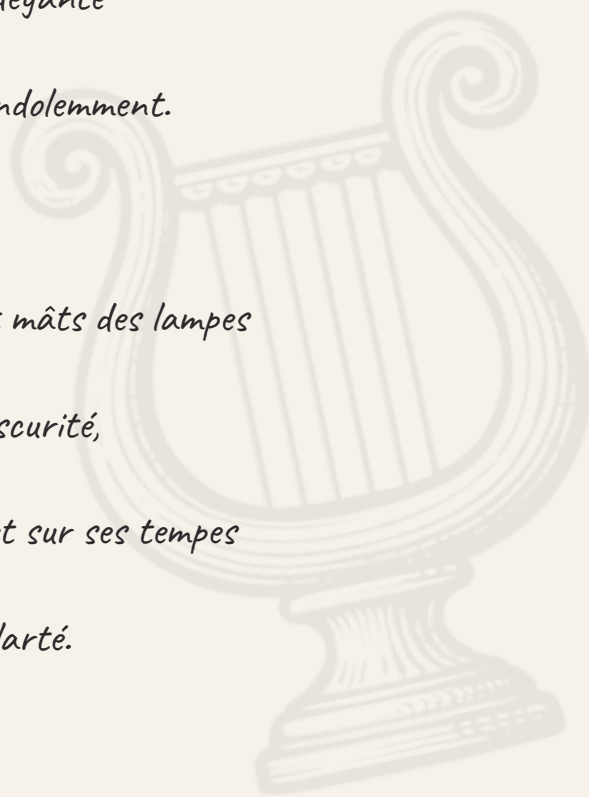 ndolemment.
mâts des lampes
scurité,
t sur ses tempes
larté.